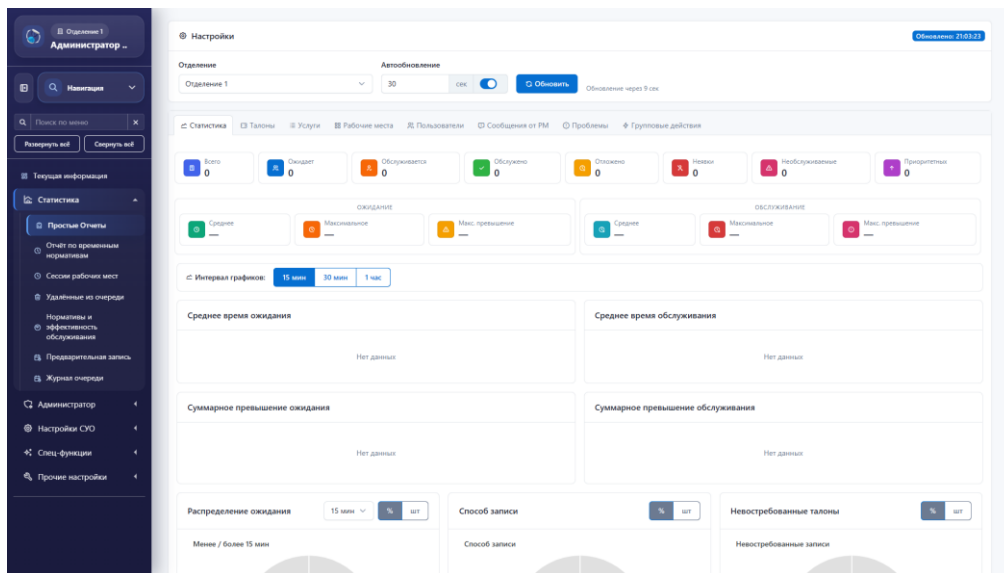 Отделение 1
Администратор ..
Навигация
Поиск по меню
Развернуть всё
Свернуть всё
Текущая информация
Статистика
Простые Отчеты
Отчёт по временным
нормативам
Сессии рабочих мест
Удалённые из очереди
Нормативы и
эффективность
обслуживания
Предварительная запись
Журнал очереди
Администратор
Настройки СУО
Спец-функции
Прочие настройки
Настройки
Обновлено: 21:03:23
Отделение
Автообновление
Отделение 1
30
сек
Обновить
Обновление через 9 сек
Статистика
Талоны
Услуги
Рабочие места
Пользователи
Сообщения от РМ
Проблемы
Групповые действия
Всего
0
Ожидает
0
Обслуживается
0
Обслужено
0
Отложено
0
Неявки
0
Необслуживаемые
0
Приоритетных
0
ОЖИДАНИЕ
Среднее
—
Максимальное
—
Макс. превышение
—
ОБСЛУЖИВАНИЕ
Среднее
—
Максимальное
—
Макс. превышение
—
Интервал графиков:
15 мин
30 мин
1 час
Среднее время ожидания
Нет данных
Среднее время обслуживания
Нет данных
Суммарное превышение ожидания
Нет данных
Суммарное превышение обслуживания
Нет данных
Распределение ожидания
15 мин
%
шт
Менее / более 15 мин
Способ записи
%
шт
Способ записи
Невостребованные талоны
%
шт
Невостребованные записи